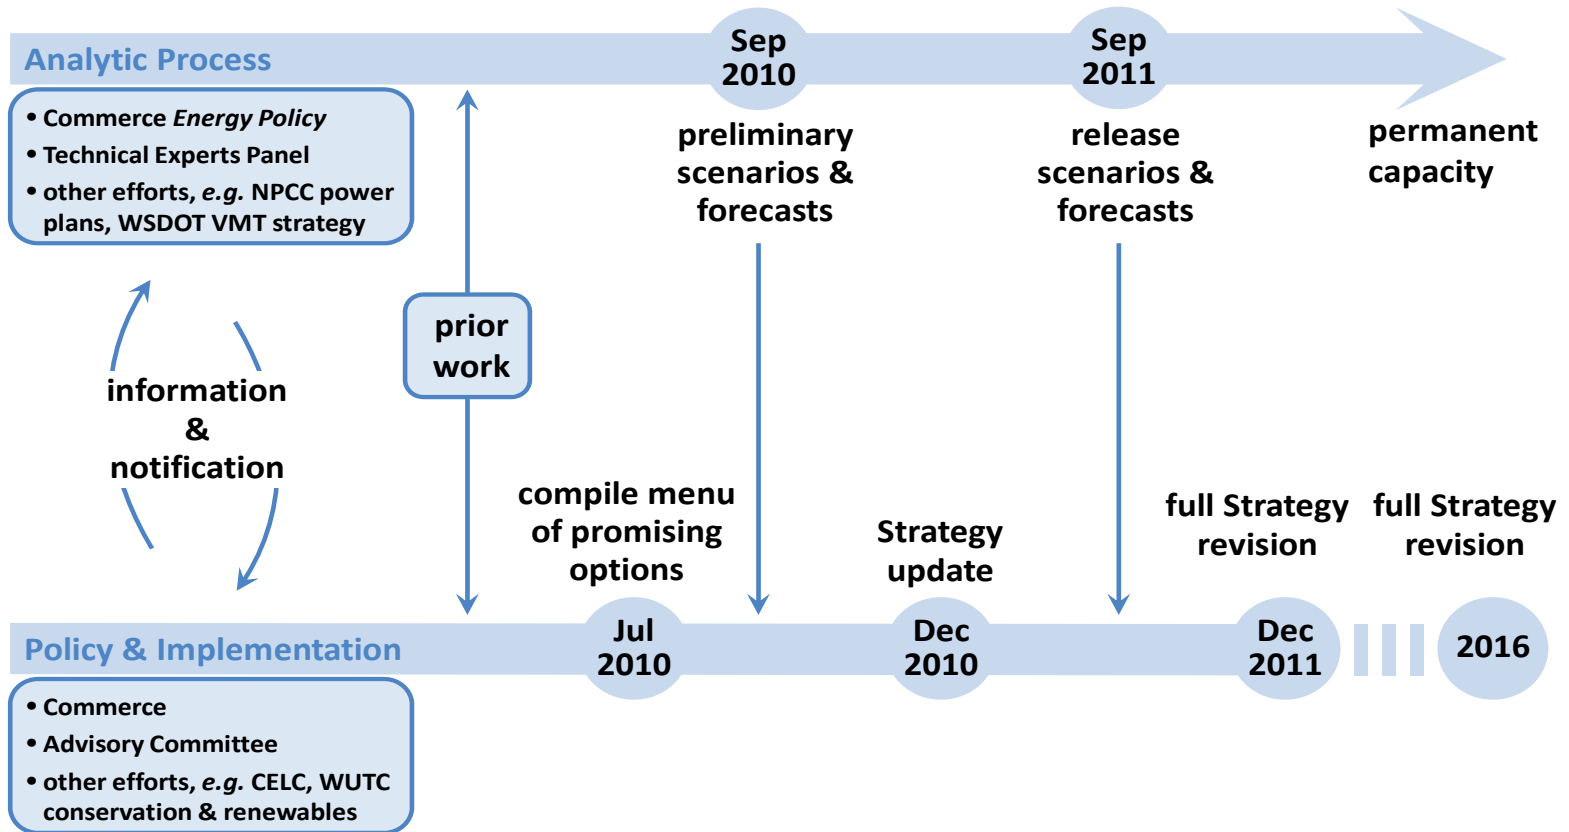 Analytic Process
Sep
2010
Sep
2011
• Commerce Energy Policy
• Technical Experts Panel
• other efforts, e.g. NPCC power
plans, WSDOT VMT strategy
preliminary
scenarios &
forecasts
release
scenarios &
forecasts
permanent
capacity
prior
work
information
&
notification
compile menu
of promising
options
Strategy
update
full Strategy
revision
full Strategy
revision
Policy & Implementation
Jul
2010
Dec
2010
Dec
2011
2016
• Commerce
• Advisory Committee
• other efforts, e.g. CELC, WUTC
conservation & renewables